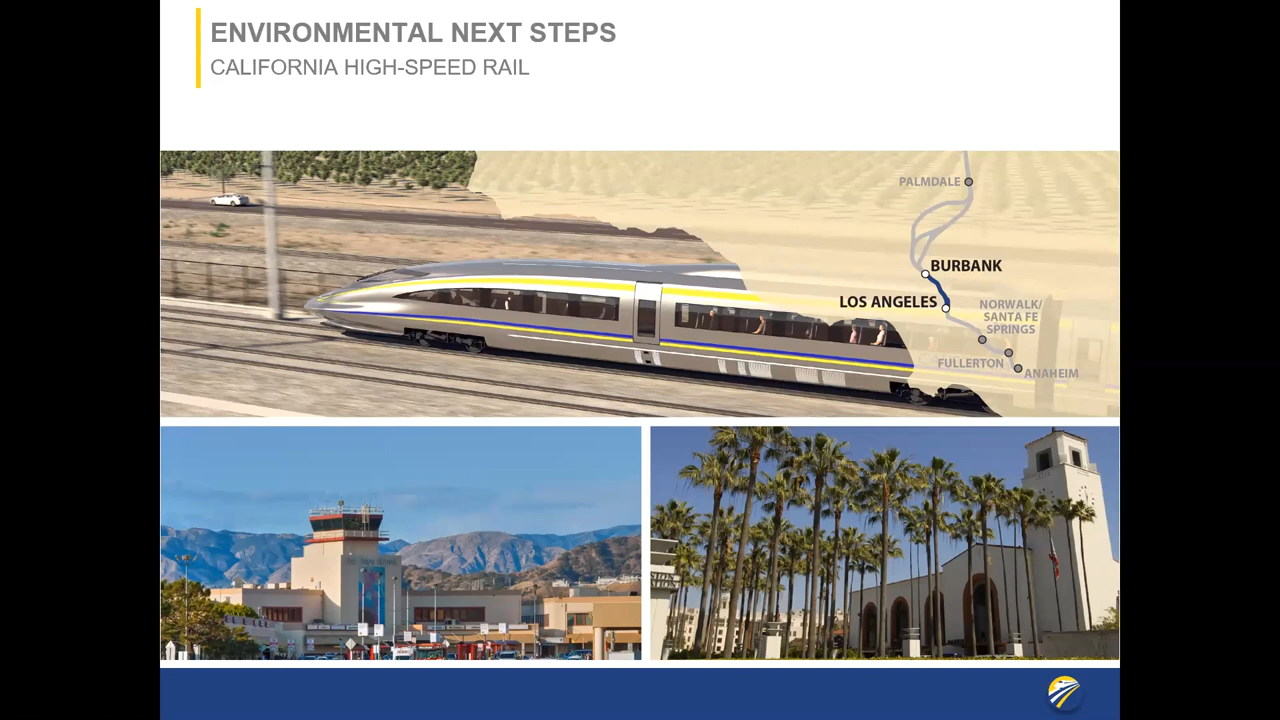 ENVIRONMENTAL NEXT STEPS
CALIFORNIA HIGH-SPEED RAIL
PALMDALE
BURBANK
LOS ANGELES
NORWALK/
SANTA FE
SPRINGS
FULLERTON
ANAHEIM